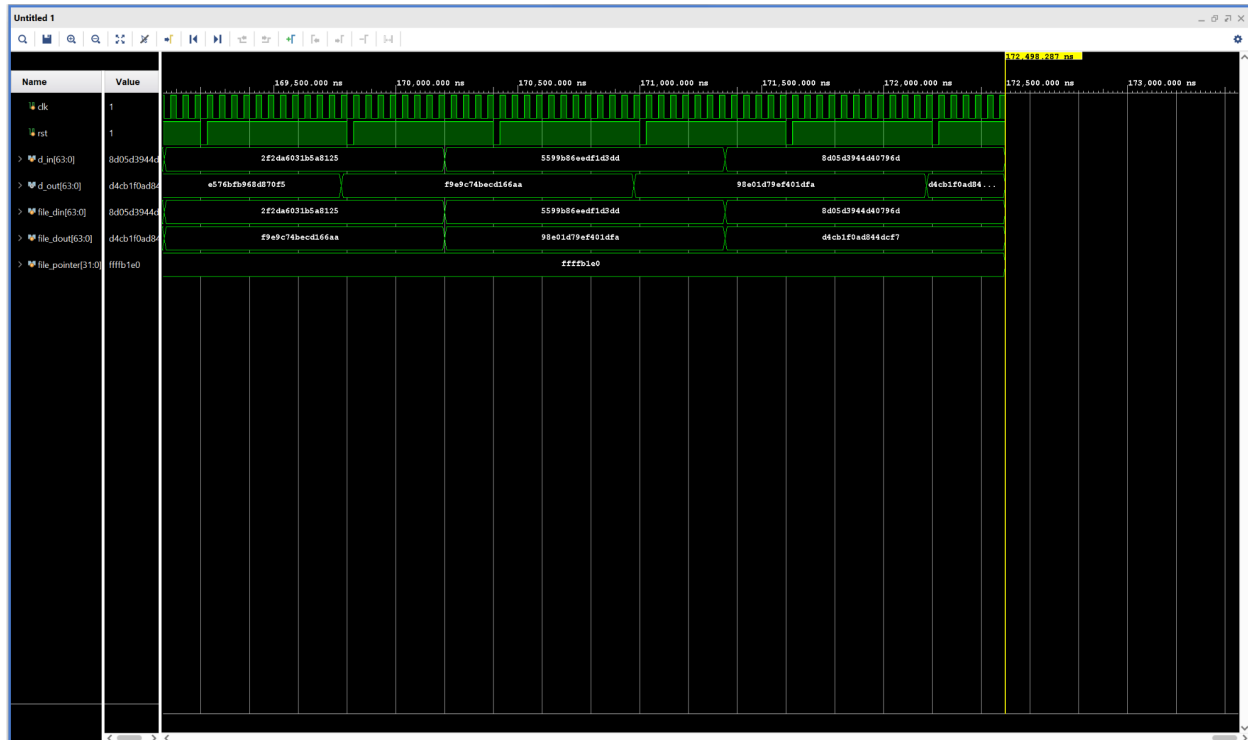 Untitled 1
172,498.287 ns
Name Value
169,500.000 ns 170,000.000 ns 170,500.000 ns 171,000.000 ns 171,500.000 ns 172,000.000 ns 172,500.000 ns 173,000.000 ns
clk 1
rst 1
d_in[63:0] 8d05d3944d 2f2da6031b5a8125 5599b86eedf1d3dd 8d05d3944d40796d
d_out[63:0] d4cb1f0ad84 e576bfb968d870f5 f9e9c74becd166aa 98e01d79ef401dfa d4cb1f0ad84...
file_din[63:0] 8d05d3944d 2f2da6031b5a8125 5599b86eedf1d3dd 8d05d3944d40796d
file_dout[63:0] d4cb1f0ad84 f9e9c74becd166aa 98e01d79ef401dfa d4cb1f0ad844dcf7
file_pointer[31:0] ffffb1e0 ffffb1e0